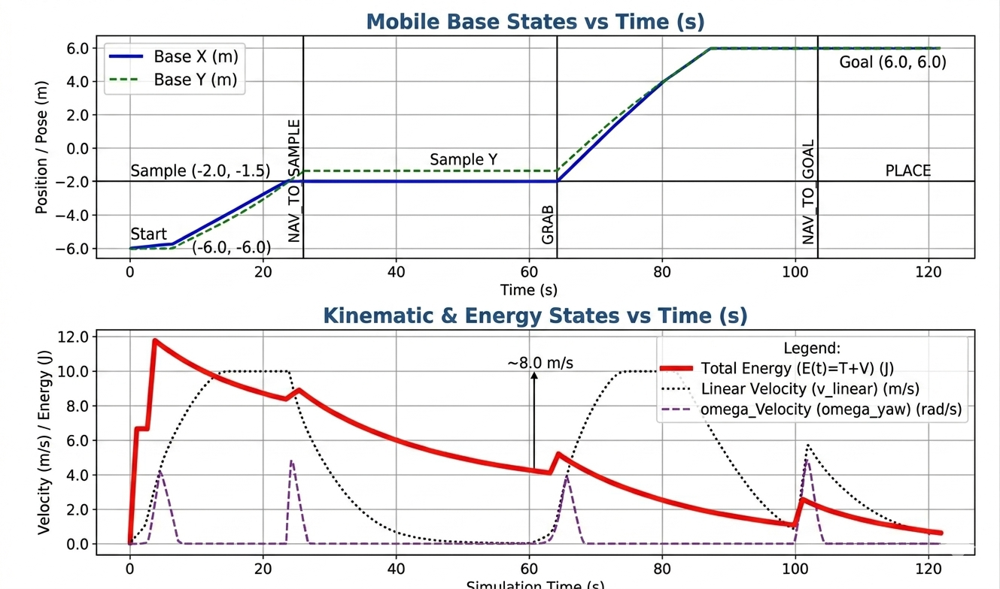 Mobile Base States vs Time (s)
Base X (m)
Base Y (m)
Position / Pose (m)
6.0
4.0
2.0
0.0
−2.0
−4.0
−6.0
Goal (6.0, 6.0)
Sample (-2.0, -1.5)
Sample Y
PLACE
Start
(-6.0, -6.0)
NAV_TO_SAMPLE
GRAB
NAV_TO_GOAL
0 20 40 60 80 100 120
Time (s)
Kinematic & Energy States vs Time (s)
Velocity (m/s) / Energy (J)
12.0
10.0
8.0
6.0
4.0
2.0
0.0
~8.0 m/s
Legend:
Total Energy (E(t)=T+V) (J)
Linear Velocity (v_linear) (m/s)
omega_Velocity (omega_yaw) (rad/s)
0 20 40 60 80 100 120
Simulation Time (s)